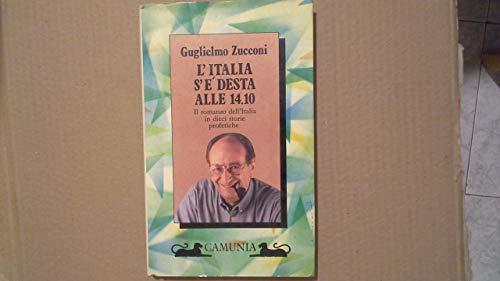 Guglielmo Zucconi
L'ITALIA
S'È DESTA
ALLE 14.10
Il romanzo dell'Italia
in dieci storie
profetiche
CAMUNIA